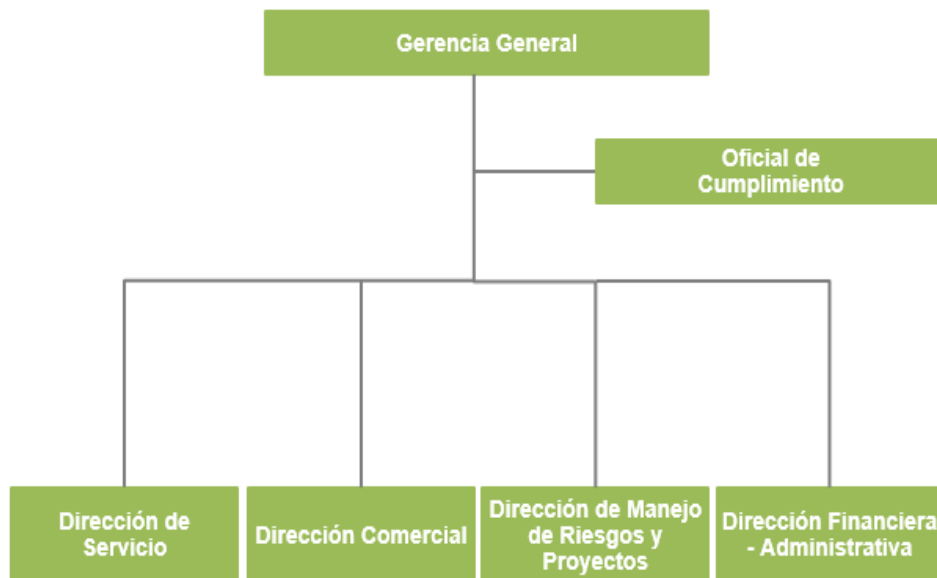 Gerencia General
Oficial de
Cumplimiento
Dirección de
Servicio
Dirección Comercial
Dirección de Manejo
de Riesgos y
Proyectos
Dirección Financiera
- Administrativa